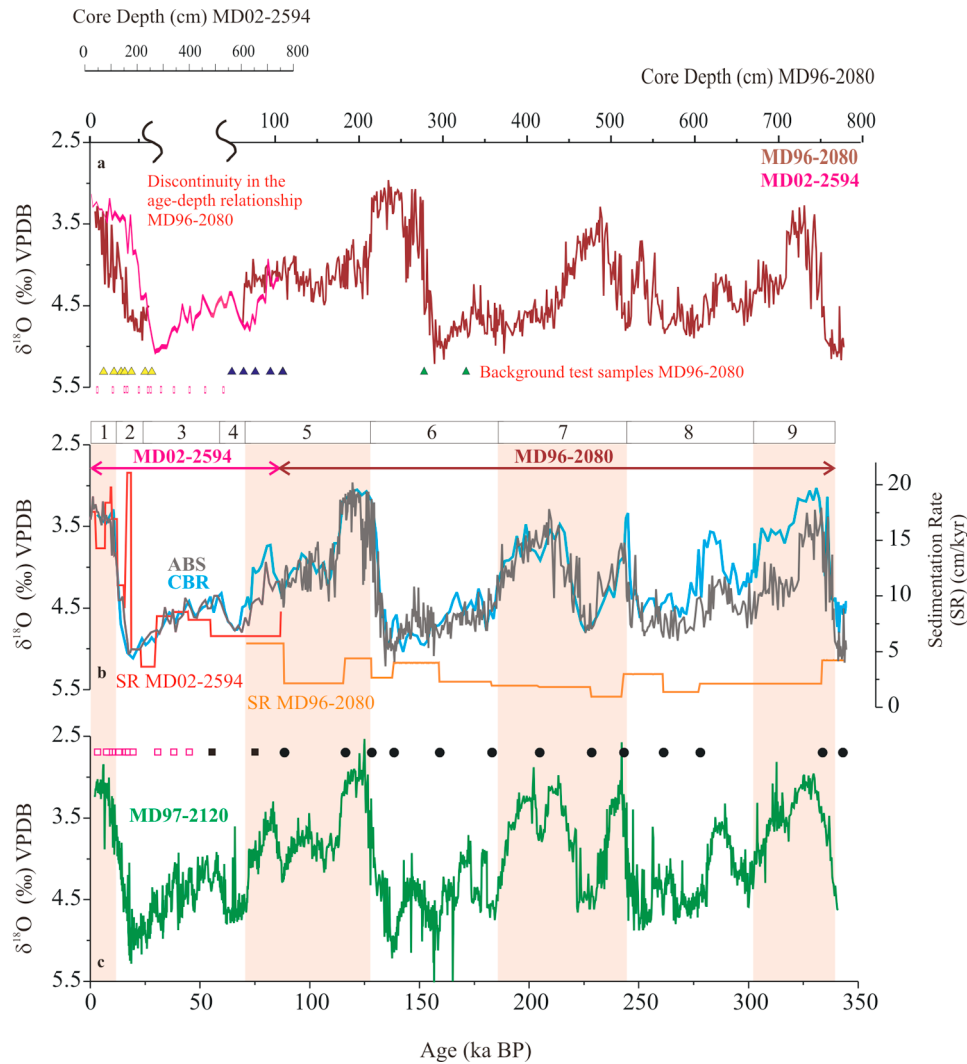 Core Depth (cm) MD02-2594
0 200 400 600 800
Core Depth (cm) MD96-2080
0 100 200 300 400 500 600 700 800
2.5
a
MD96-2080
MD02-2594
Discontinuity in the
age-depth relationship
MD96-2080
3.5
4.5
5.5
δ18O (‰) VPDB
Background test samples MD96-2080
1 2 3 4 5 6 7 8 9
2.5
MD02-2594 MD96-2080
3.5
4.5
5.5
δ18O (‰) VPDB
ABS
CBR
b
SR MD02-2594
SR MD96-2080
20
15
10
5
0
Sedimentation Rate
(SR) (cm/kyr)
2.5
MD97-2120
3.5
4.5
5.5
δ18O (‰) VPDB
c
0 50 100 150 200 250 300 350
Age (ka BP)